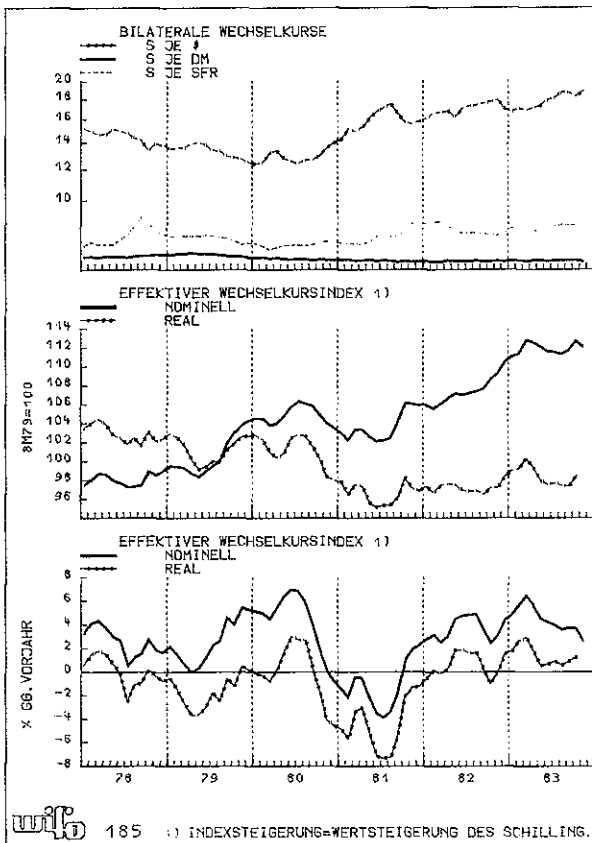 BILATERALE WECHSELKURSE
S JE $
S JE DM
S JE SFR
20
18
16
14
12
10
EFFEKTIVER WECHSELKURSINDEX 1)
NOMINELL
REAL
114
112
110
108
106
104
102
100
98
96
8M79=100
EFFEKTIVER WECHSELKURSINDEX 1)
NOMINELL
REAL
8
6
4
2
0
-2
-4
-6
-8
% GG. VORJAHR
78 79 80 81 82 83
wifo 185 1) INDEXSTEIGERUNG=WERTSTEIGERUNG DES SCHILLING.